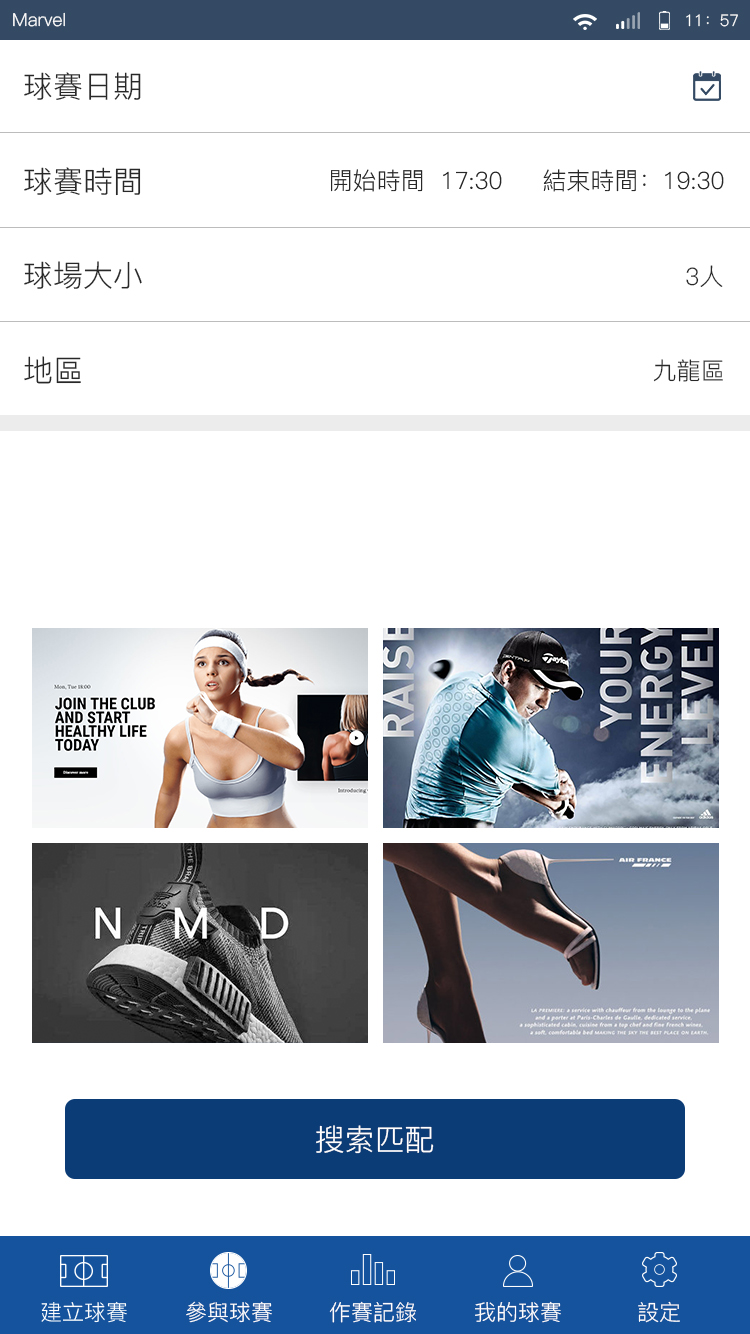 Marvel
11: 57
球賽日期
球賽時間
開始時間 17:30
結束時間: 19:30
球場大小
3人
地區
九龍區
Mon, Tue 18:00
JOIN THE CLUB
AND START
HEALTHY LIFE
TODAY
Discover more
Introducing
RAISE
YOUR
ENERGY
LEVEL
TaylorMade
adidas
THE BRA
N M D
AIR FRANCE
LA PREMIERE: a service with chauffeur from the lounge to the plane
and a porter at Paris-Charles de Gaulle. dedicated service.
a sophisticated cabin. cuisine from a top chef and fine French wines.
a soft, comfortable bed MAKING THE SKY THE BEST PLACE ON EARTH.
搜索匹配
建立球賽
參與球賽
作賽記錄
我的球賽
設定